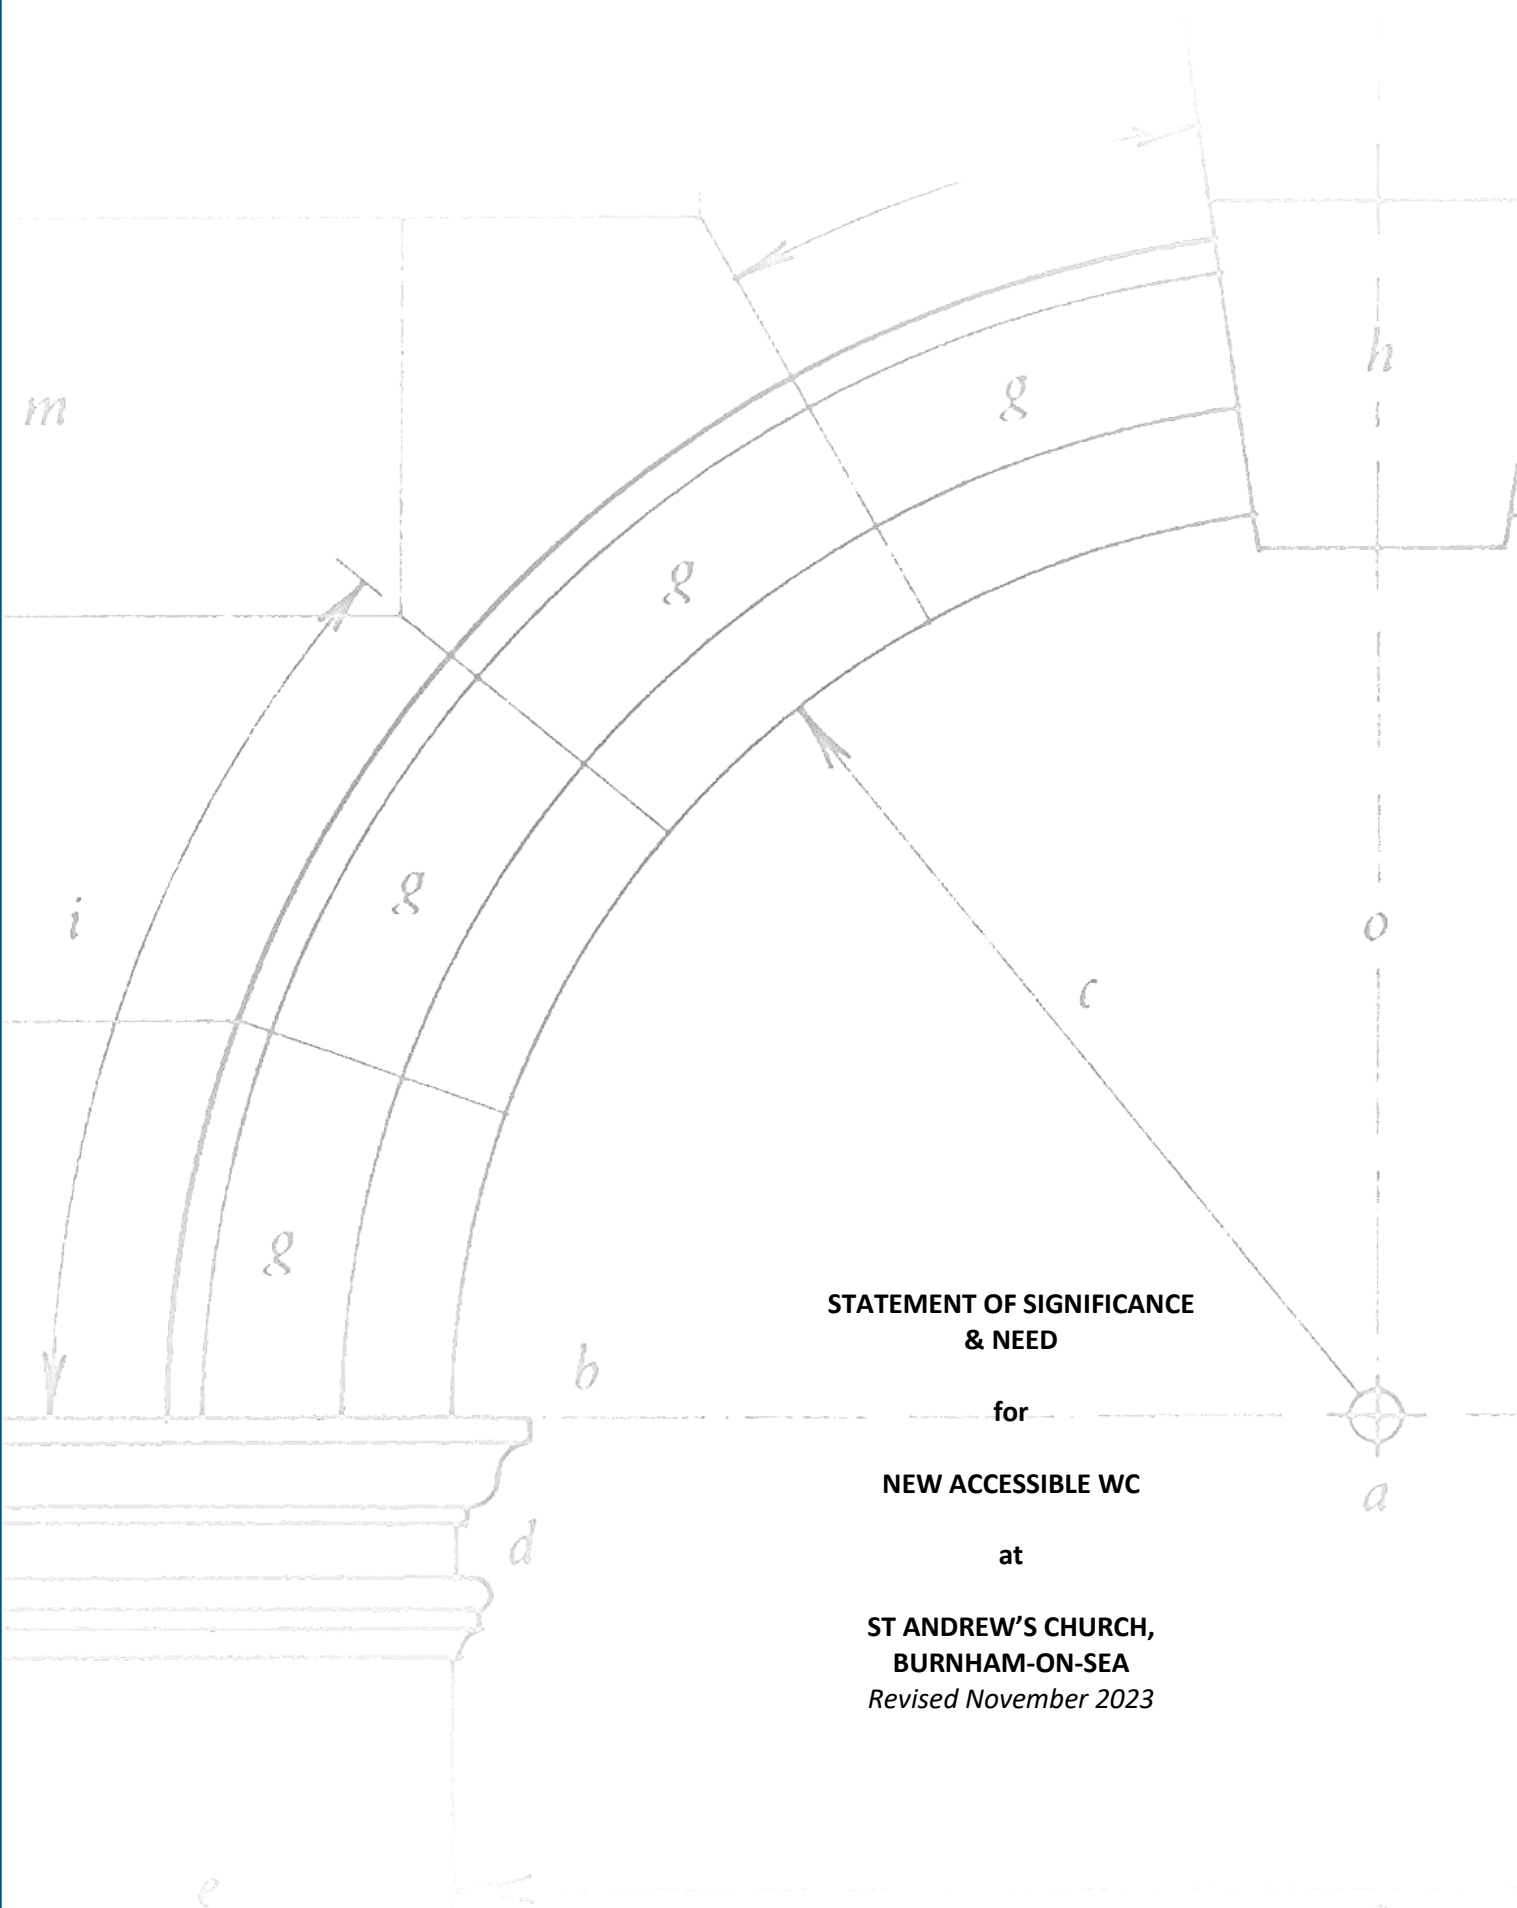 h
m
g
g
g
i
o
c
g
STATEMENT OF SIGNIFICANCE
& NEED
b
for
NEW ACCESSIBLE WC
a
at
d
ST ANDREW’S CHURCH,
BURNHAM-ON-SEA
Revised November 2023
e